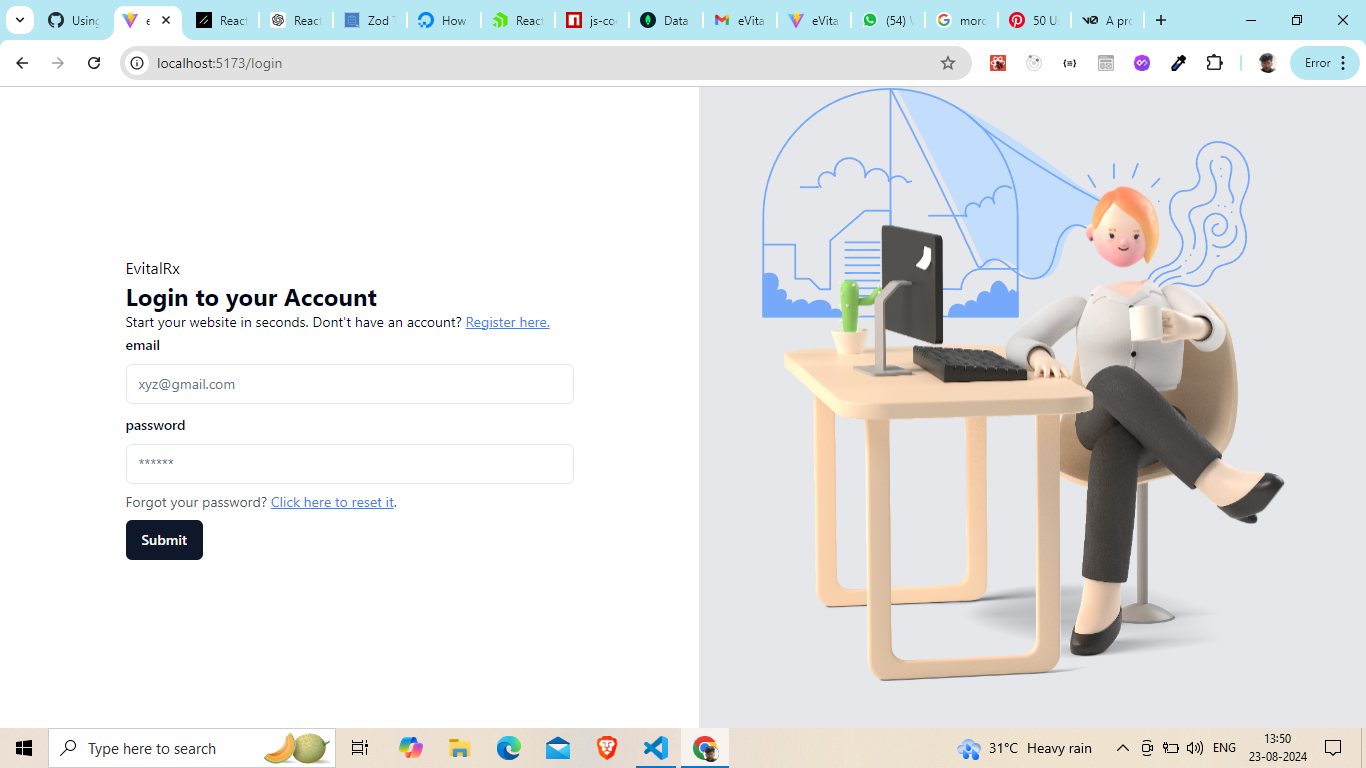 Using
e
React
React
Zod T
How
React
js-co
Data
eVita
eVita
(54) V
morc
50 U
A pro
localhost:5173/login
Error
EvitalRx
Login to your Account
Start your website in seconds. Dont't have an account? Register here.
email
xyz@gmail.com
password
******
Forgot your password? Click here to reset it.
Submit
Type here to search
31°C Heavy rain
ENG
13:50
23-08-2024